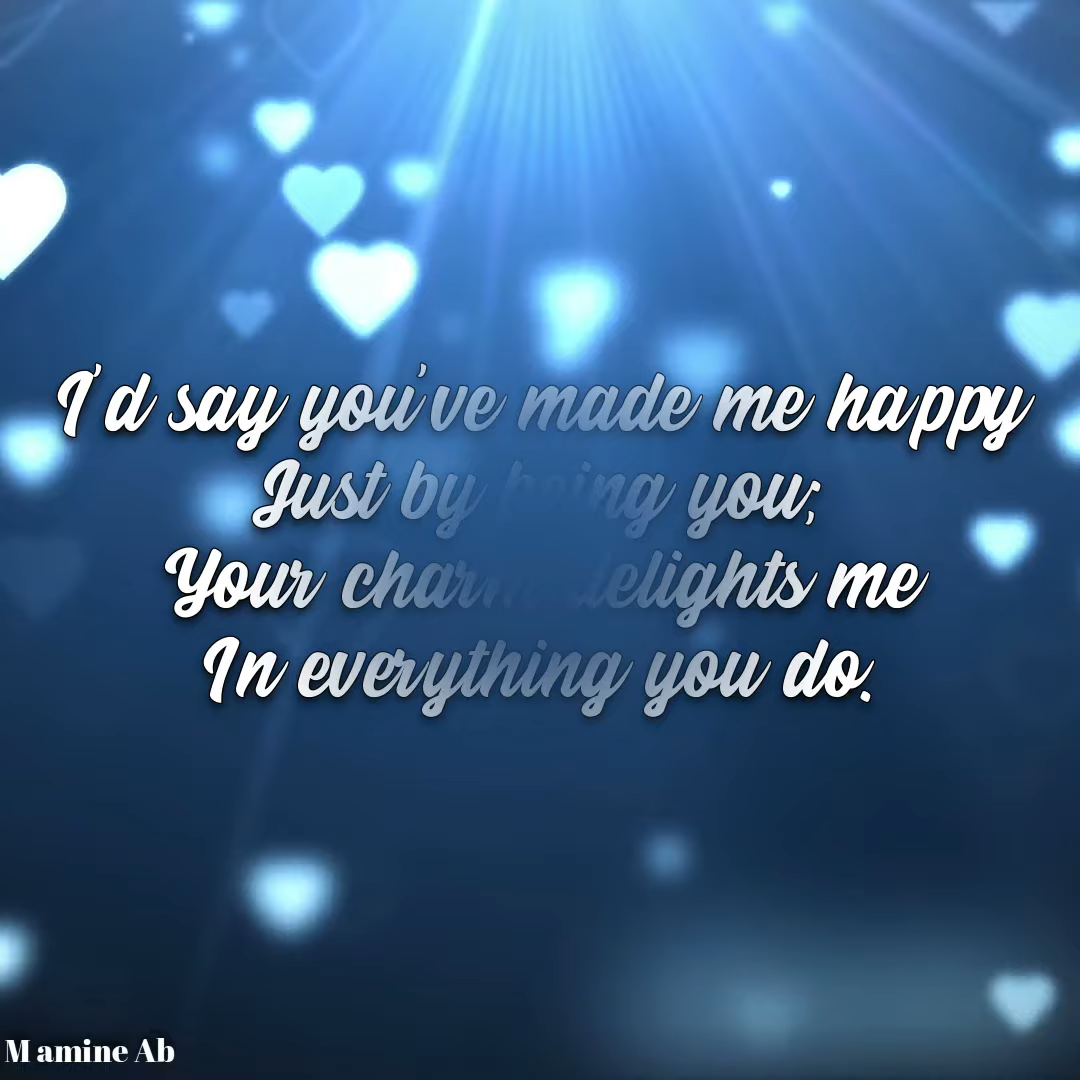 I'd say you've made me happy
Just by being you;
Your charm delights me
In everything you do.
M amine Ab